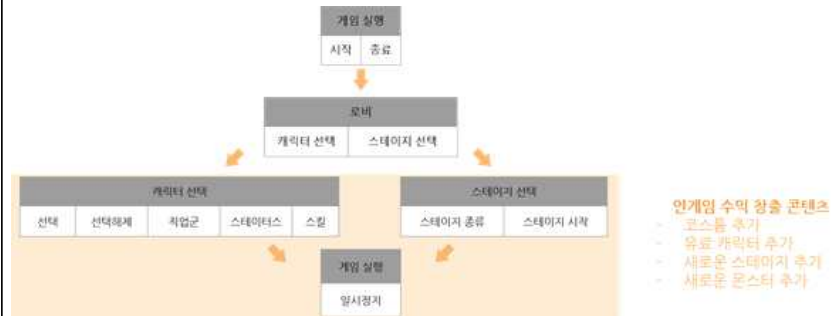 게임 실행
시작 종료
로비
캐릭터 선택 스테이지 선택
캐릭터 선택 스테이지 선택
선택 선택해제 직업군 스테이터스 스킬 스테이지 종류 스테이지 시작
게임 실행
일시정지
인게임 수익 창출 콘텐츠
- 코스튬 추가
- 유료 캐릭터 추가
- 새로운 스테이지 추가
- 새로운 몬스터 추가